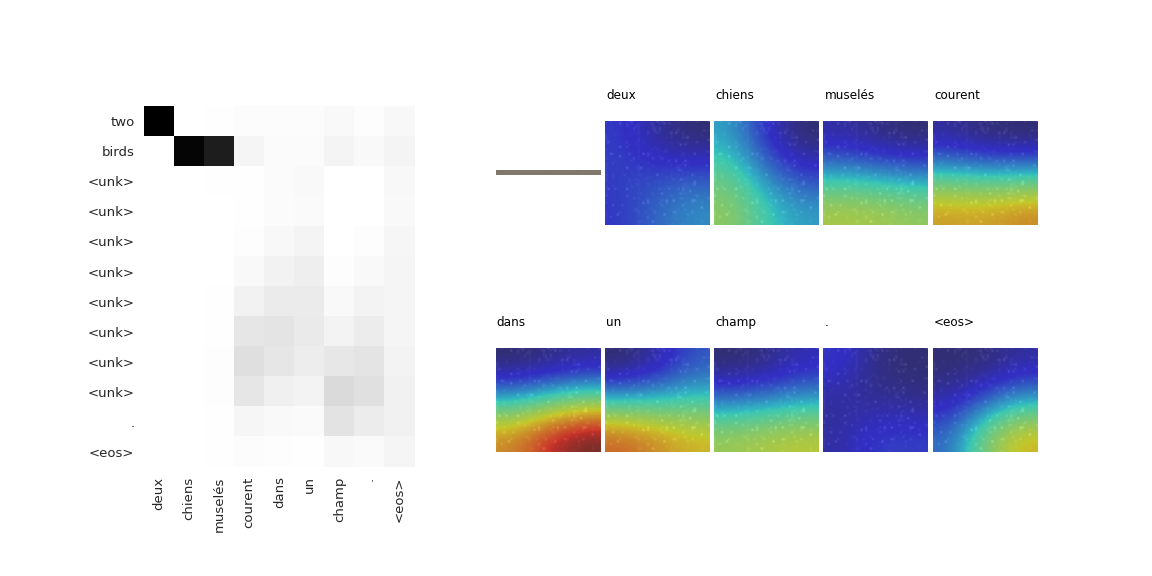 two
birds
<unk>
<unk>
<unk>
<unk>
<unk>
<unk>
<unk>
<unk>
.
<eos>
deux chiens muselés courent dans un champ . <eos>
deux chiens muselés courent
dans un champ . <eos>